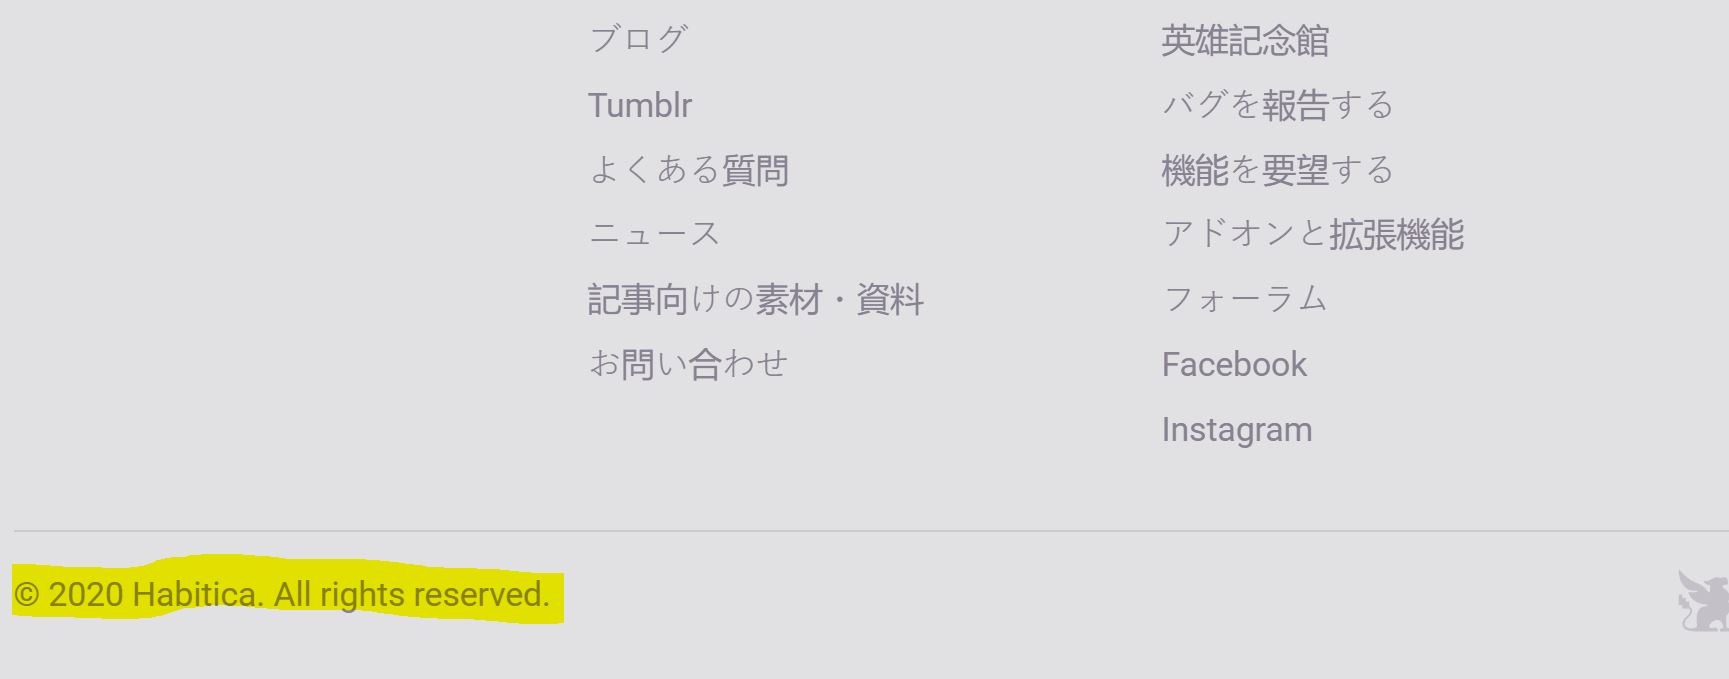 ブログ
Tumblr
よくある質問
ニュース
記事向けの素材・資料
お問い合わせ
英雄記念館
バグを報告する
機能を要望する
アドオンと拡張機能
フォーラム
Facebook
Instagram
© 2020 Habitica. All rights reserved.